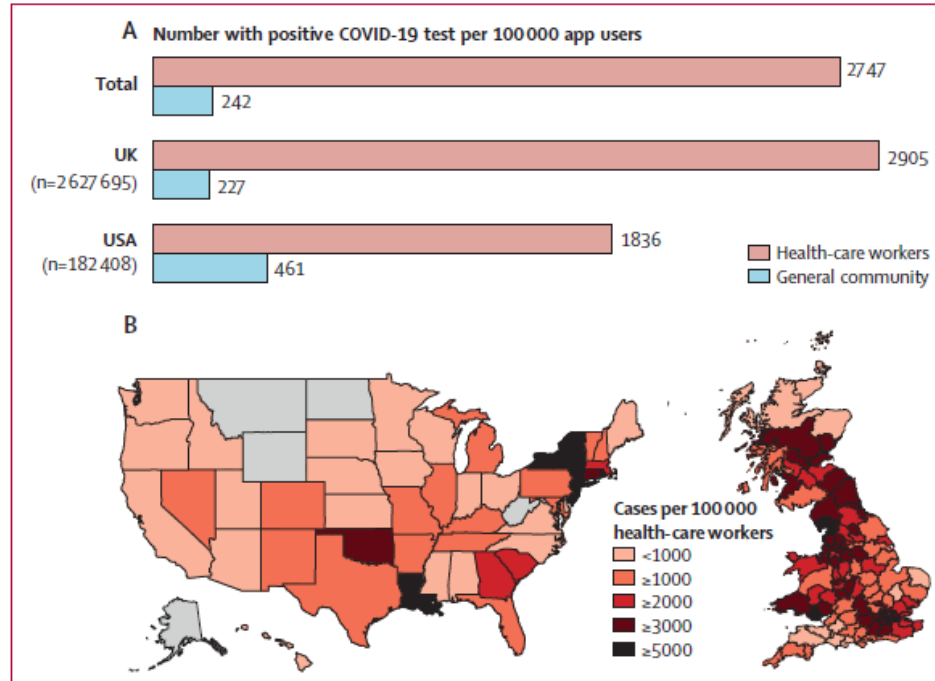 A Number with positive COVID-19 test per 100 000 app users
Total
2747
242
UK
(n=2 627 695)
2905
227
USA
(n=182 408)
1836
461
Health-care workers
General community
B
Cases per 100 000
health-care workers
<1000
≥1000
≥2000
≥3000
≥5000